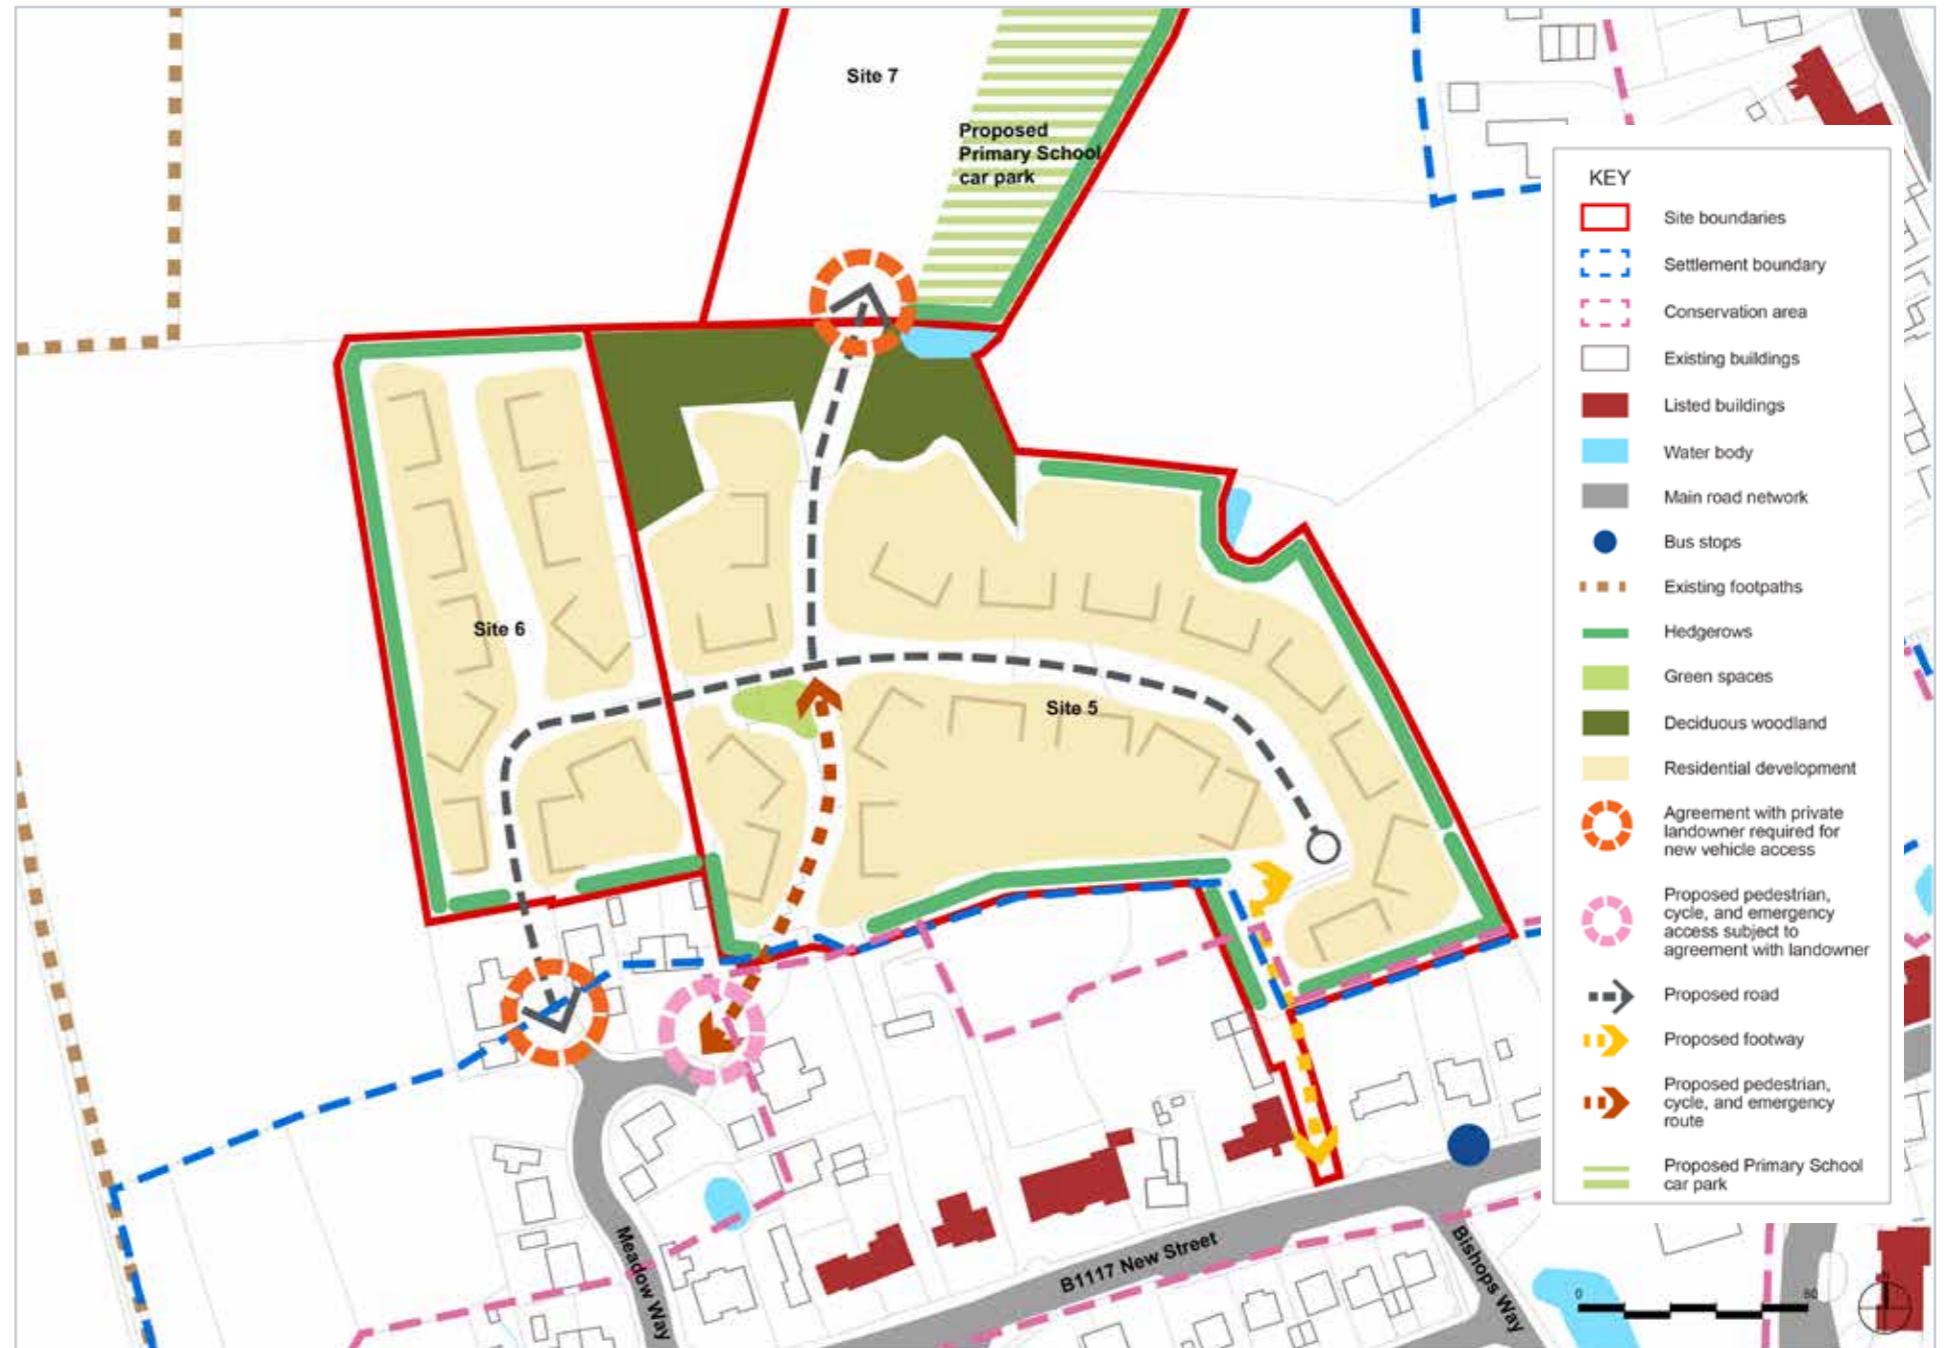 Site 7
Proposed
Primary School
car park
Site 6
Site 5
Meadow Way
B1117 New Street
Bishops Way
KEY
Site boundaries
Settlement boundary
Conservation area
Existing buildings
Listed buildings
Water body
Main road network
Bus stops
Existing footpaths
Hedgerows
Green spaces
Deciduous woodland
Residential development
Agreement with private
landowner required for
new vehicle access
Proposed pedestrian,
cycle, and emergency
access subject to
agreement with landowner
Proposed road
Proposed footway
Proposed pedestrian,
cycle, and emergency
route
Proposed Primary School
car park
0